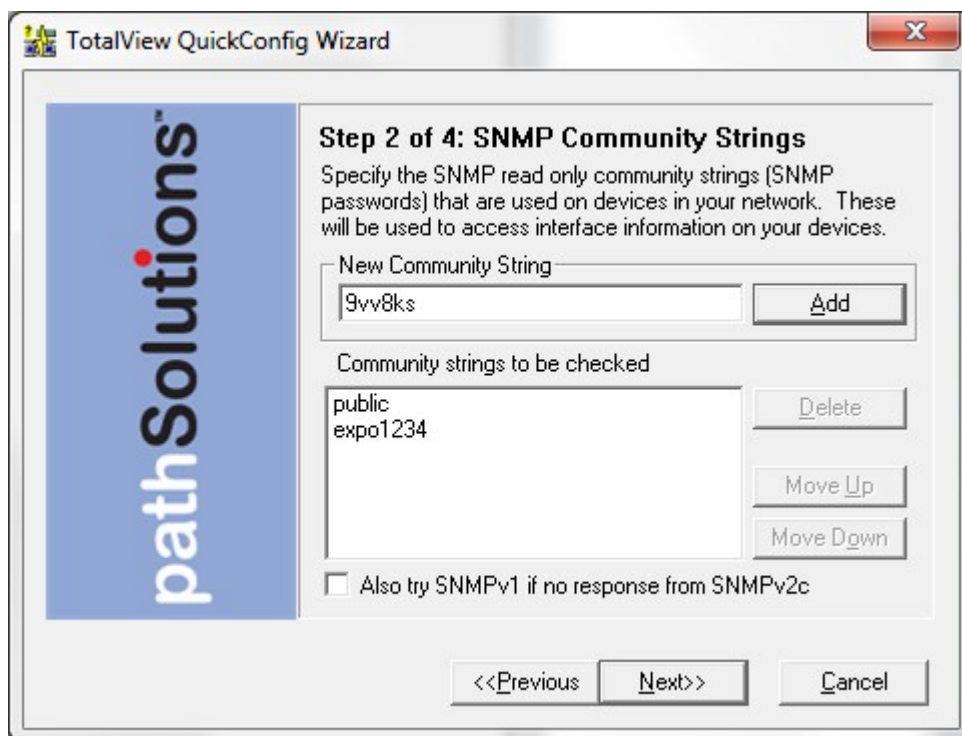 TotalView QuickConfig Wizard
pathSolutions™
Step 2 of 4: SNMP Community Strings
Specify the SNMP read only community strings (SNMP
passwords) that are used on devices in your network. These
will be used to access interface information on your devices.
New Community String
9vv8ks
Add
Community strings to be checked
public
expo1234
Delete
Move Up
Move Down
Also try SNMPv1 if no response from SNMPv2c
<<Previous
Next>>
Cancel